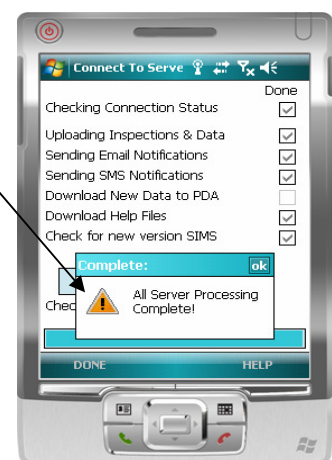 Connect To Serve
Done
Checking Connection Status
Uploading Inspections & Data
Sending Email Notifications
Sending SMS Notifications
Download New Data to PDA
Download Help Files
Check for new version SIMS
Complete:
ok
All Server Processing
Complete!
Chec
DONE
HELP